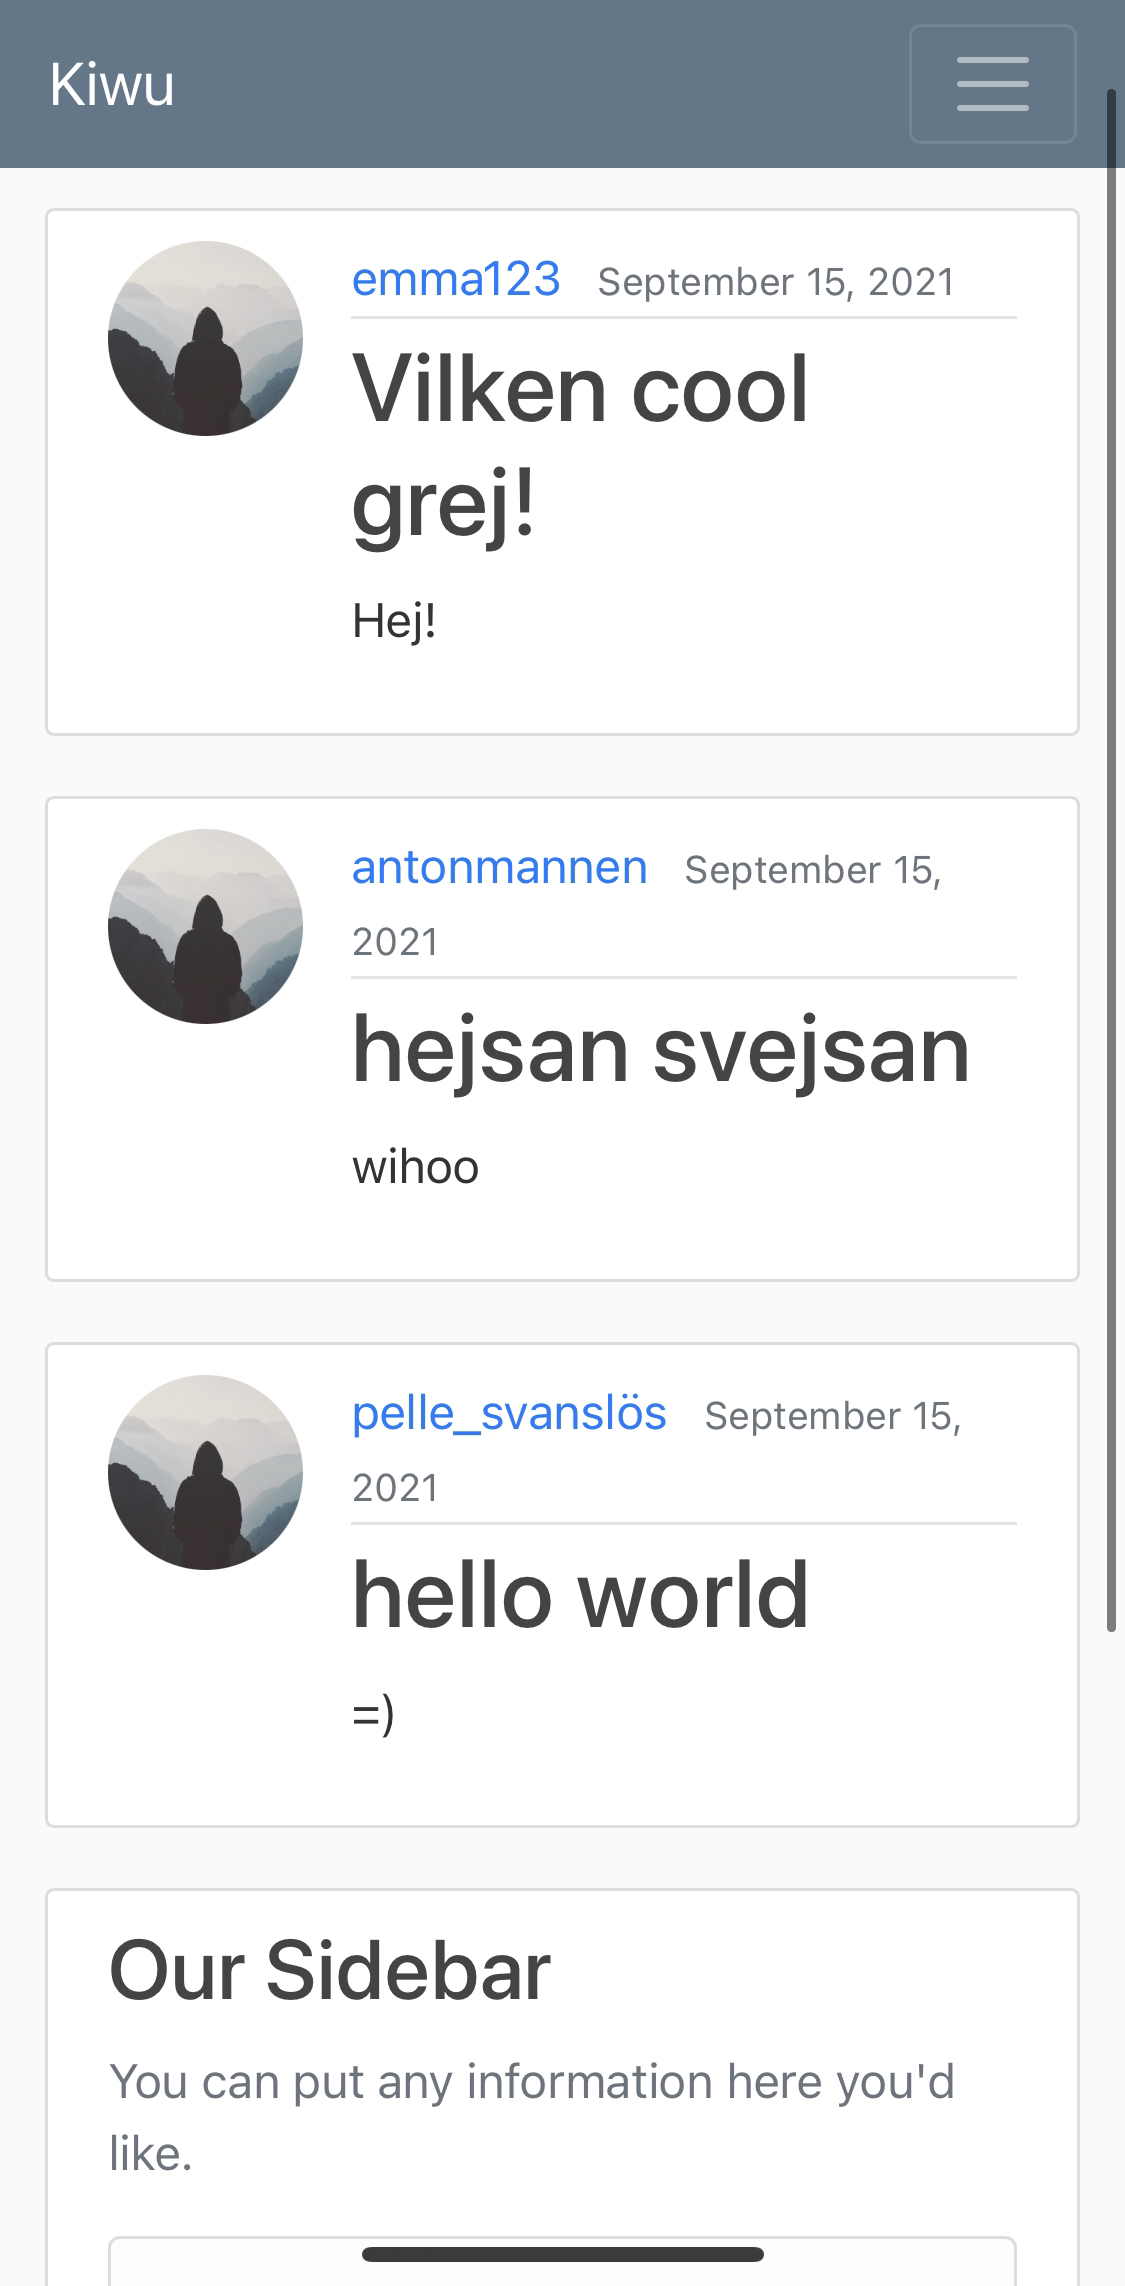 Kiwu
emma123 September 15, 2021
Vilken cool
grej!
Hej!
antonmannen September 15,
2021
hejsan svejsan
wihoo
pelle_svanslös September 15,
2021
hello world
=)
Our Sidebar
You can put any information here you'd
like.